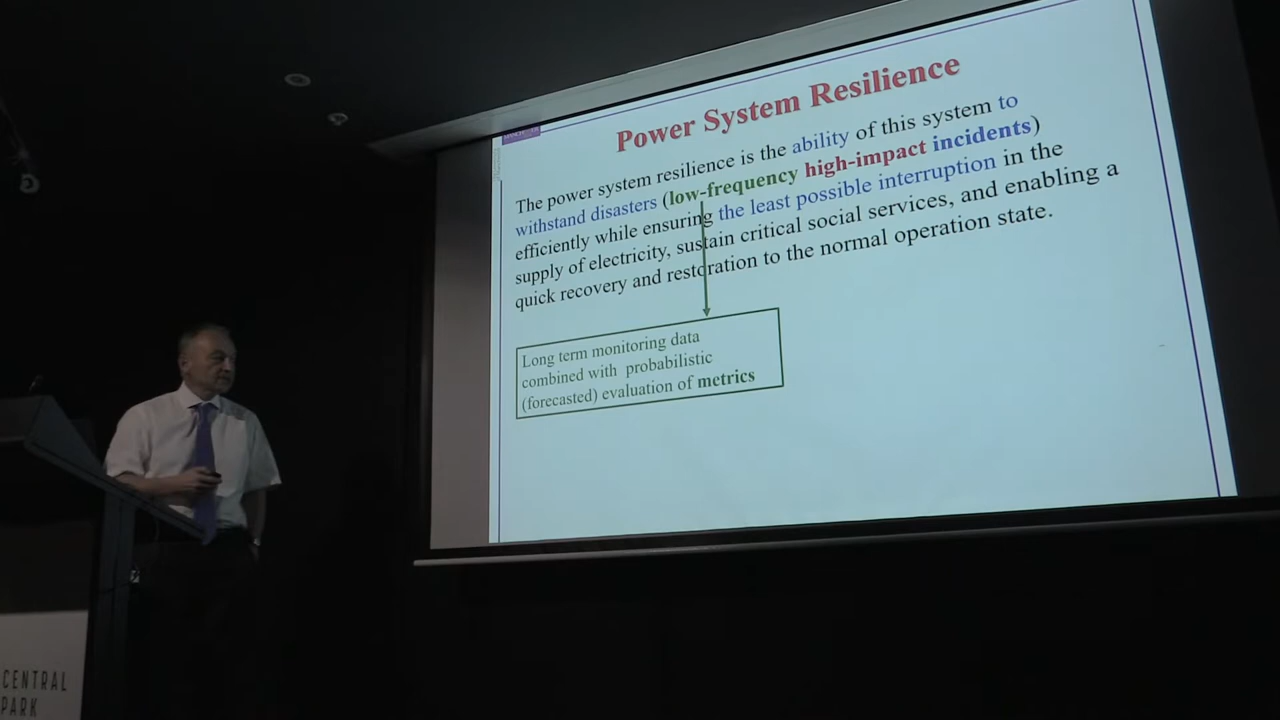 Power System Resilience
The power system resilience is the ability of this system to
withstand disasters (low-frequency high-impact incidents)
efficiently while ensuring the least possible interruption in the
supply of electricity, sustain critical social services, and enabling a
quick recovery and restoration to the normal operation state.
Long term monitoring data
combined with probabilistic
(forecasted) evaluation of metrics
CENTRAL
PARK